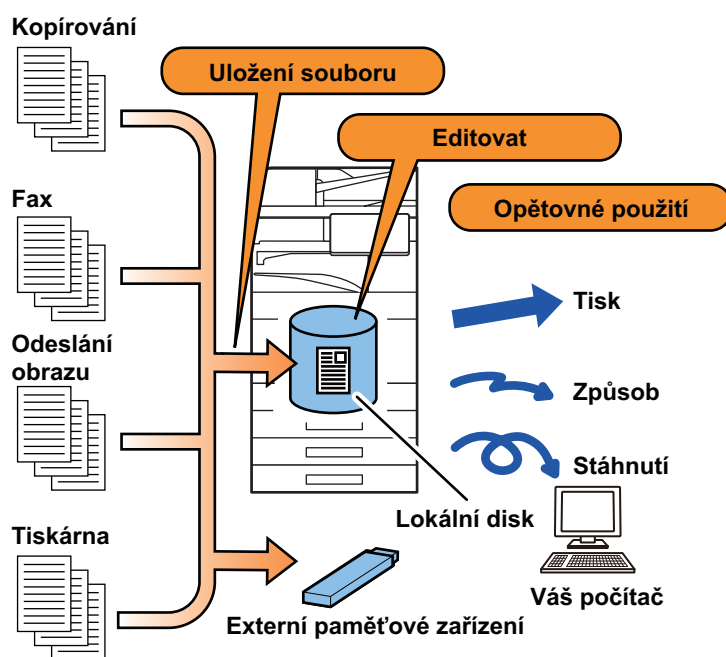 Kopírování
Uložení souboru
Editovat
Fax
Opětovné použití
Tisk
Odeslání
obrazu
Způsob
Stáhnutí
Lokální disk
Tiskárna
Váš počítač
Externí paměťové zařízení